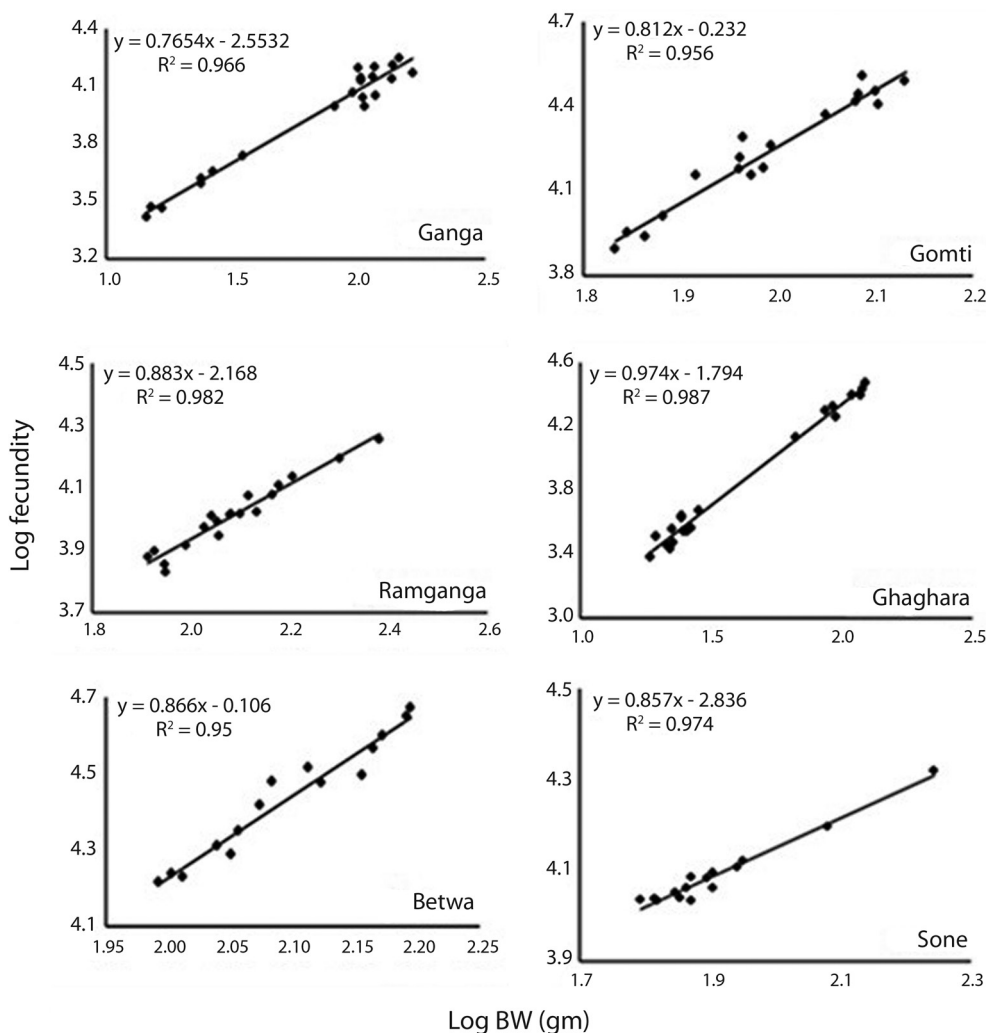 4.4
4.1
3.8
3.5
3.2
y = 0.7654x - 2.5532
R² = 0.966
Ganga
1.0
1.5
2.0
2.5
4.7
4.4
4.1
3.8
y = 0.812x - 0.232
R² = 0.956
Gomti
1.8
1.9
2.0
2.1
2.2
Log fecundity
4.5
4.3
4.1
3.9
3.7
y = 0.883x - 2.168
R² = 0.982
Ramganga
1.8
2.0
2.2
2.4
2.6
4.6
4.2
3.8
3.4
3.0
y = 0.974x - 1.794
R² = 0.987
Ghaghara
1.0
1.5
2.0
2.5
4.7
4.5
4.3
4.1
y = 0.866x - 0.106
R² = 0.95
Betwa
1.95
2.00
2.05
2.10
2.15
2.20
2.25
4.5
4.3
4.1
3.9
y = 0.857x - 2.836
R² = 0.974
Sone
1.7
1.9
2.1
2.3
Log BW (gm)